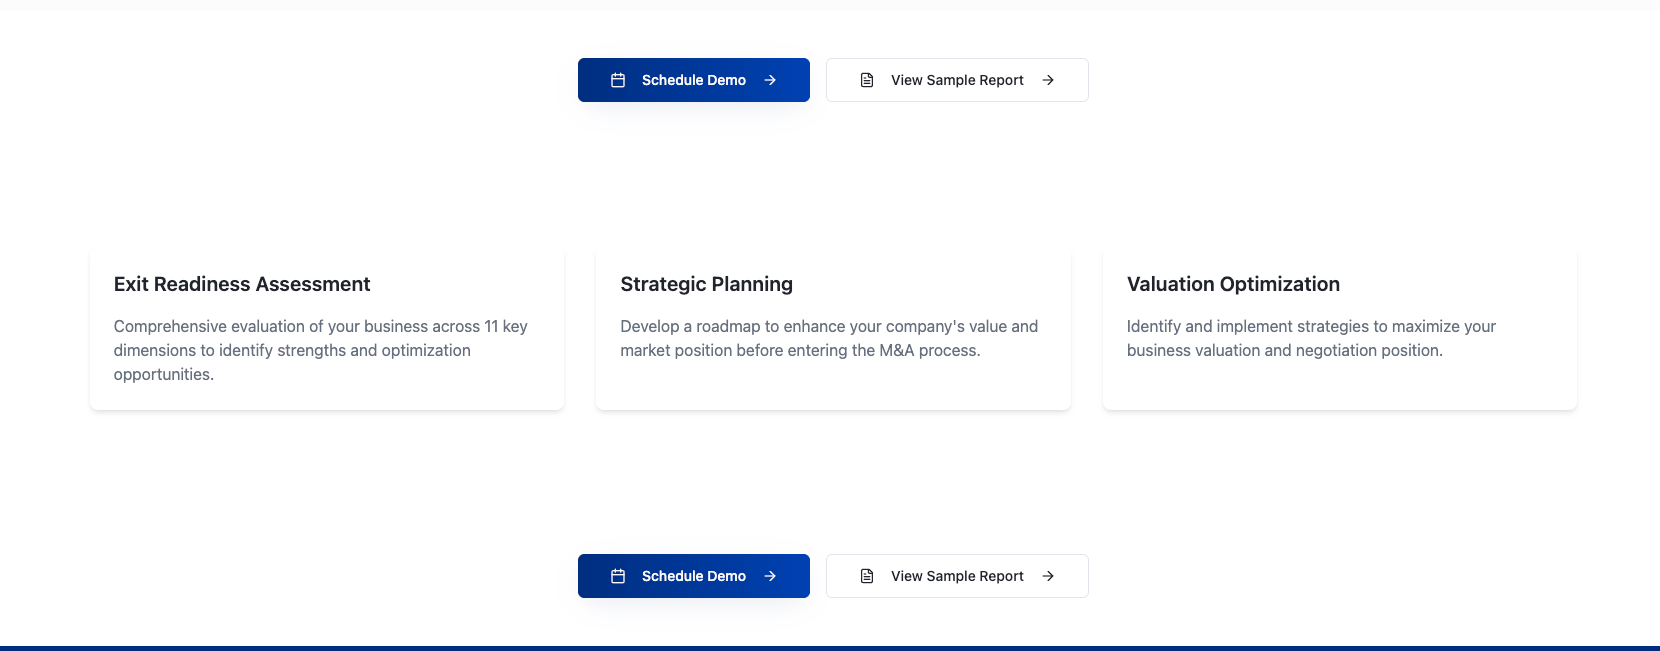 Schedule Demo
View Sample Report
Exit Readiness Assessment
Comprehensive evaluation of your business across 11 key
dimensions to identify strengths and optimization
opportunities.
Strategic Planning
Develop a roadmap to enhance your company's value and
market position before entering the M&A process.
Valuation Optimization
Identify and implement strategies to maximize your
business valuation and negotiation position.
Schedule Demo
View Sample Report